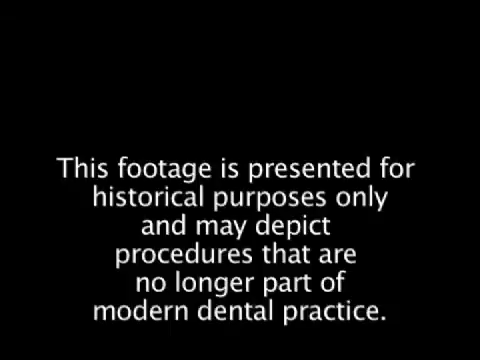 This footage is presented for
historical purposes only
and may depict
procedures that are
no longer part of
modern dental practice.